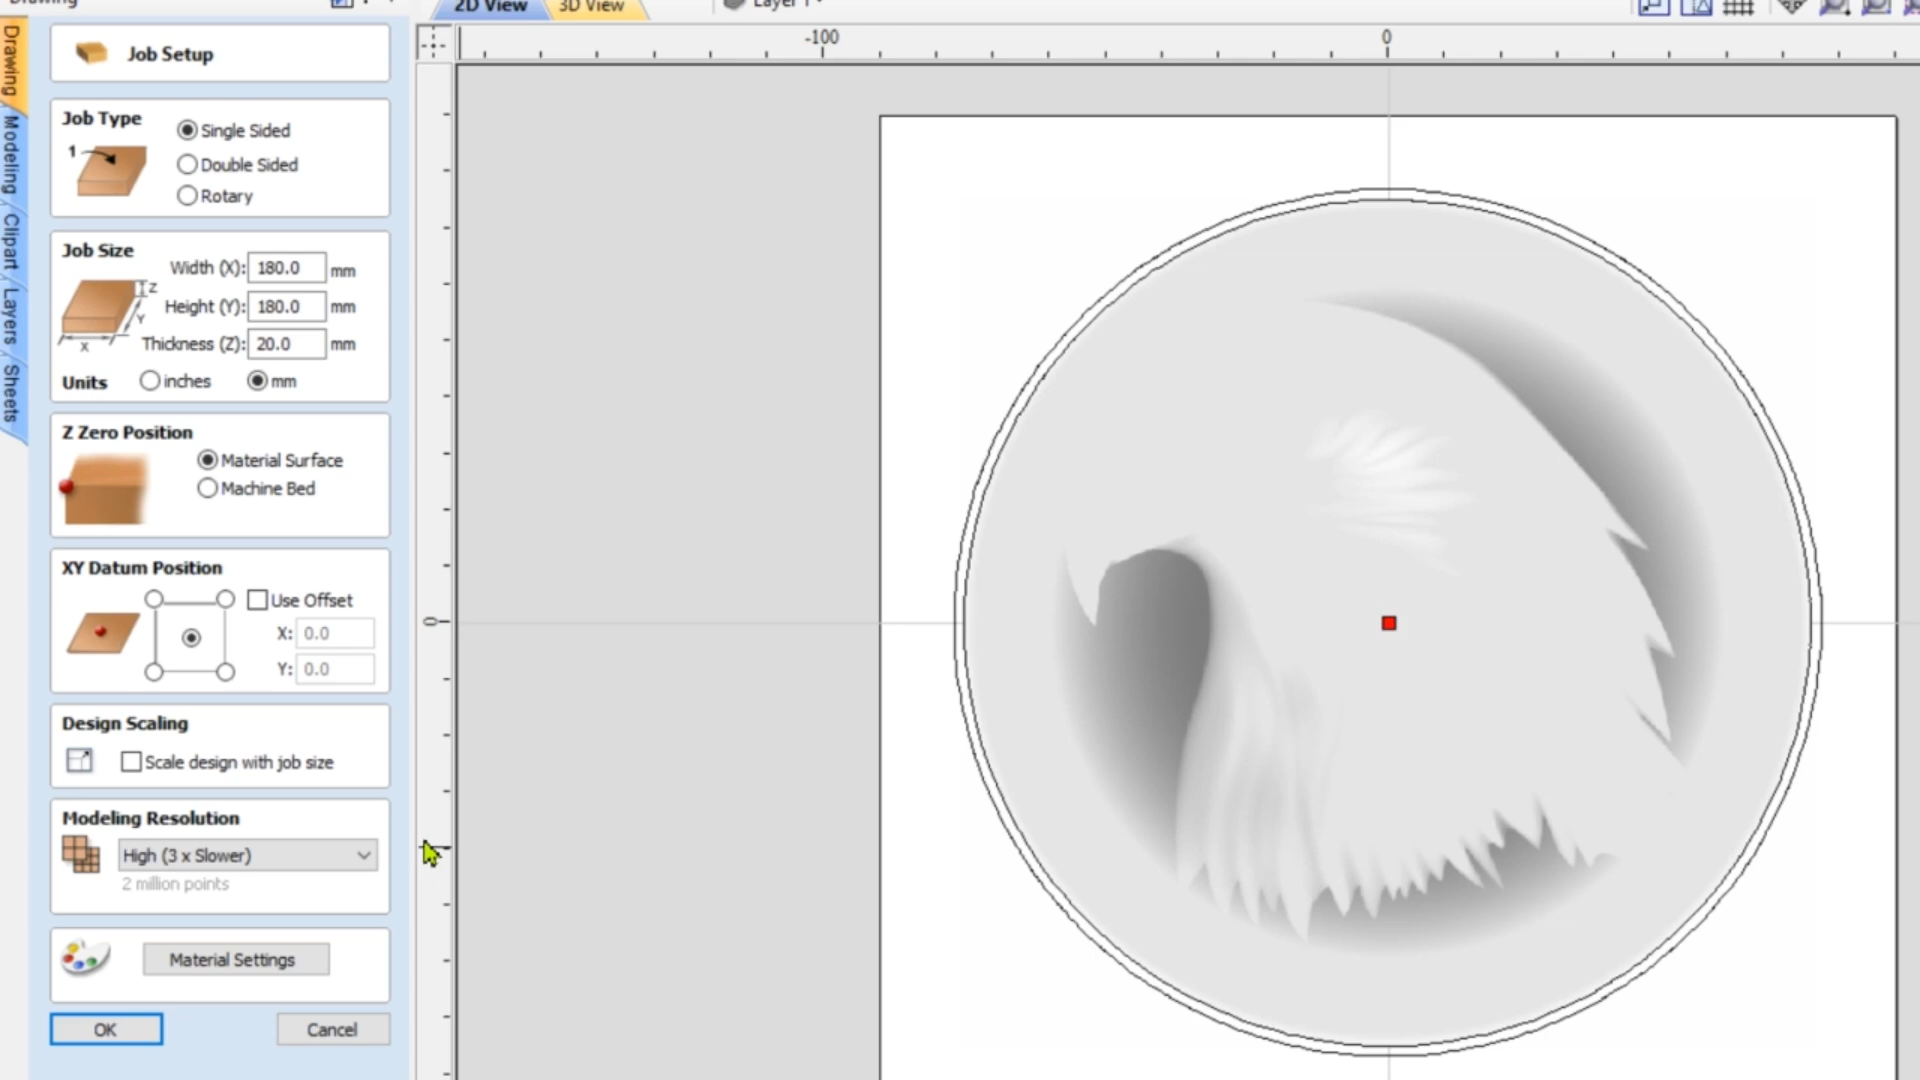 Drawing
2D View
3D View
Layer 1
-100
0
Job Setup
Drawing
Modeling
Clipart
Layers
Sheets
Job Type
1
Single Sided
Double Sided
Rotary
Job Size
Width (X): 180.0 mm
Height (Y): 180.0 mm
Thickness (Z): 20.0 mm
Z
Y
X
Units
inches
mm
Z Zero Position
Material Surface
Machine Bed
0
XY Datum Position
Use Offset
X: 0.0
Y: 0.0
Design Scaling
Scale design with job size
Modeling Resolution
High (3 x Slower)
2 million points
Material Settings
OK
Cancel